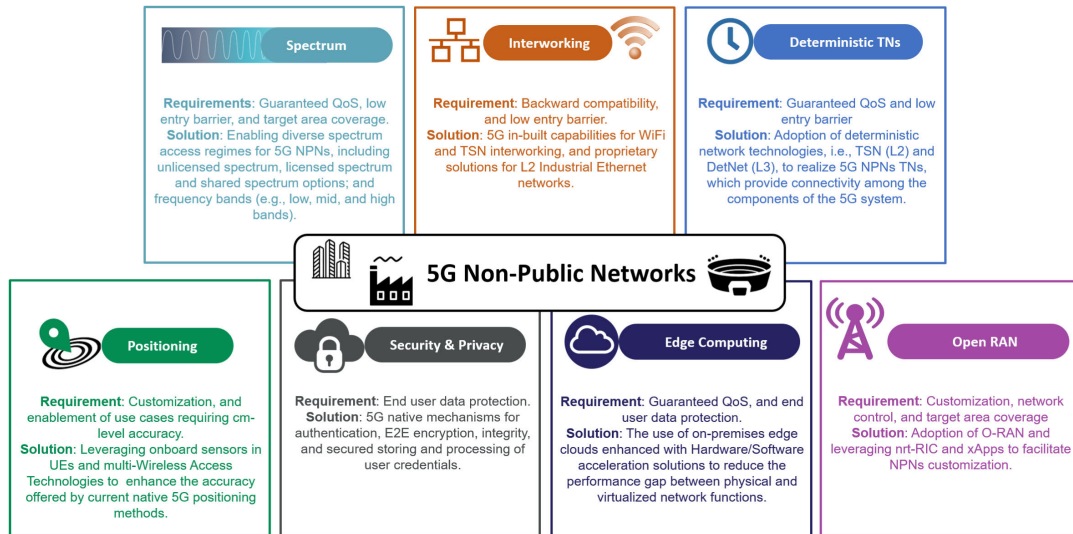 Spectrum
Requirements: Guaranteed QoS, low
entry barrier, and target area coverage.
Solution: Enabling diverse spectrum
access regimes for 5G NPNs, including
unlicensed spectrum, licensed spectrum
and shared spectrum options; and
frequency bands (e.g., low, mid, and high
bands).
Interworking
Requirement: Backward compatibility,
and low entry barrier.
Solution: 5G in-built capabilities for WiFi
and TSN interworking, and proprietary
solutions for L2 Industrial Ethernet
networks.
Deterministic TNs
Requirement: Guaranteed QoS and low
entry barrier
Solution: Adoption of deterministic
network technologies, i.e., TSN (L2) and
DetNet (L3), to realize 5G NPNs TNs,
which provide connectivity among the
components of the 5G system.
5G Non-Public Networks
Positioning
Requirement: Customization, and
enablement of use cases requiring cm-
level accuracy.
Solution: Leveraging onboard sensors in
UEs and multi-Wireless Access
Technologies to enhance the accuracy
offered by current native 5G positioning
methods.
Security & Privacy
Requirement: End user data protection.
Solution: 5G native mechanisms for
authentication, E2E encryption, integrity,
and secured storing and processing of
user credentials.
Edge Computing
Requirement: Guaranteed QoS, and end
user data protection.
Solution: The use of on-premises edge
clouds enhanced with Hardware/Software
acceleration solutions to reduce the
performance gap between physical and
virtualized network functions.
Open RAN
Requirement: Customization, network
control, and target area coverage
Solution: Adoption of O-RAN and
leveraging nrt-RIC and xApps to facilitate
NPNs customization.